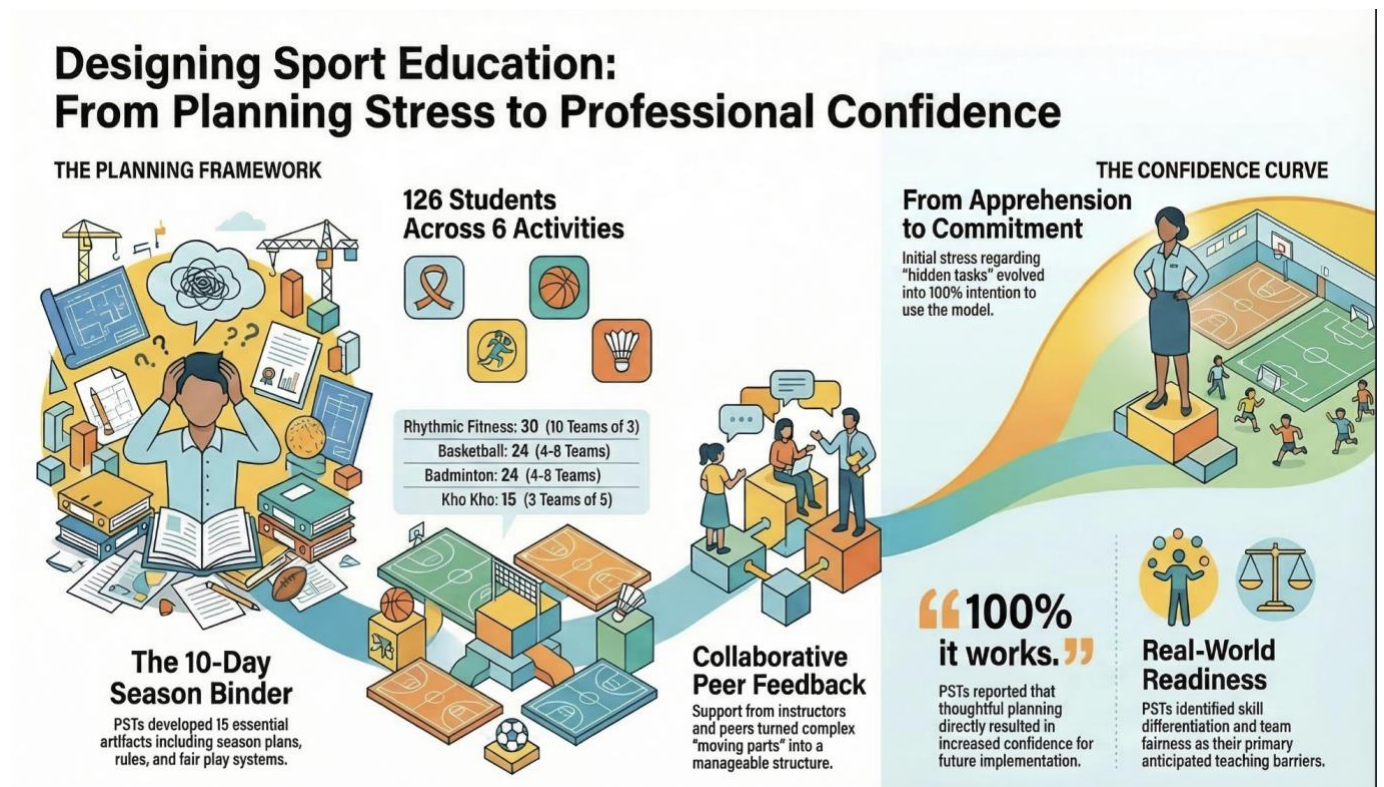 Designing Sport Education:
From Planning Stress to Professional Confidence
THE PLANNING FRAMEWORK
??
??
The 10-Day
Season Binder
PSTs developed 15 essential
artifacts including season plans,
rules, and fair play systems.
126 Students
Across 6 Activities
Rhythmic Fitness: 30 (10 Teams of 3)
Basketball: 24 (4-8 Teams)
Badminton: 24 (4-8 Teams)
Kho Kho: 15 (3 Teams of 5)
Collaborative
Peer Feedback
Support from instructors
and peers turned complex
"moving parts" into a
manageable structure.
THE CONFIDENCE CURVE
From Apprehension
to Commitment
Initial stress regarding
"hidden tasks" evolved
into 100% intention to
use the model.
“100%
it works.”
PSTs reported that
thoughtful planning
directly resulted in
increased confidence for
future implementation.
Real-World
Readiness
PSTs identified skill
differentiation and team
fairness as their primary
anticipated teaching barriers.